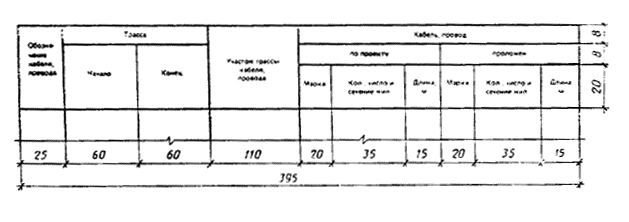 Обозна-
чение
кабеля,
провода
Трасса
Начало
Конец
Участок трассы
кабеля,
провода
Кабель, провод
по проекту
проложен
Марка
Кол., число и
сечение жил
Длина,
м
Марка
Кол., число и
сечение жил
Длина,
м
8
8
20
25
60
60
110
20
35
15
20
35
15
395